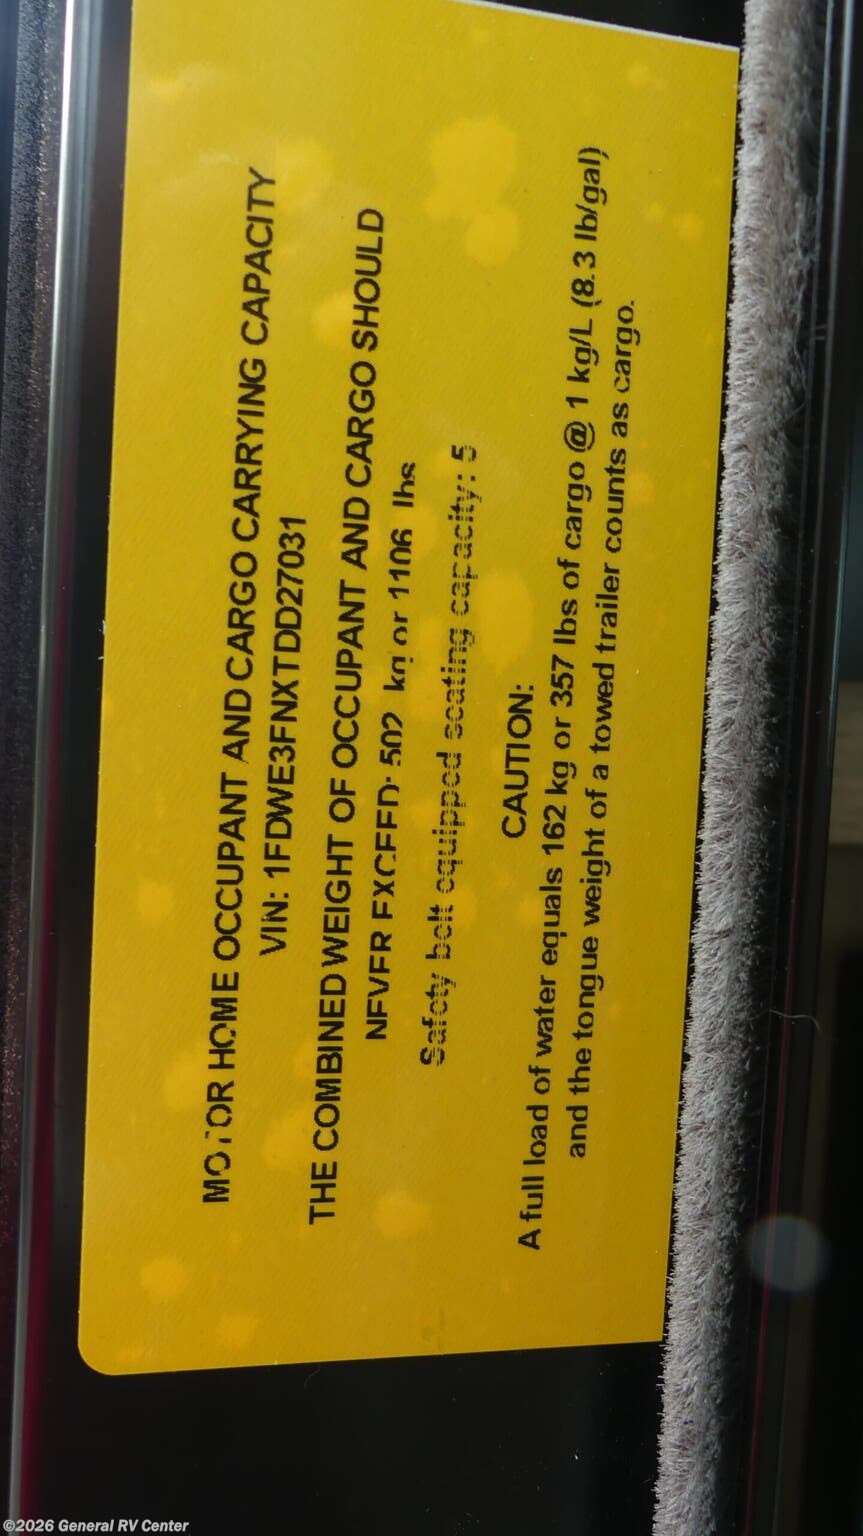 MOTOR HOME OCCUPANT AND CARGO CARRYING CAPACITY
VIN: 1FDWE3FNXTDD27031
THE COMBINED WEIGHT OF OCCUPANT AND CARGO SHOULD
NEVER EXCEED: 502 kg or 1106 lbs
Safety belt equipped seating capacity: 5
CAUTION:
A full load of water equals 162 kg or 357 lbs of cargo @ 1 kg/L (8.3 lb/gal)
and the tongue weight of a towed trailer counts as cargo.
©2026 General RV Center